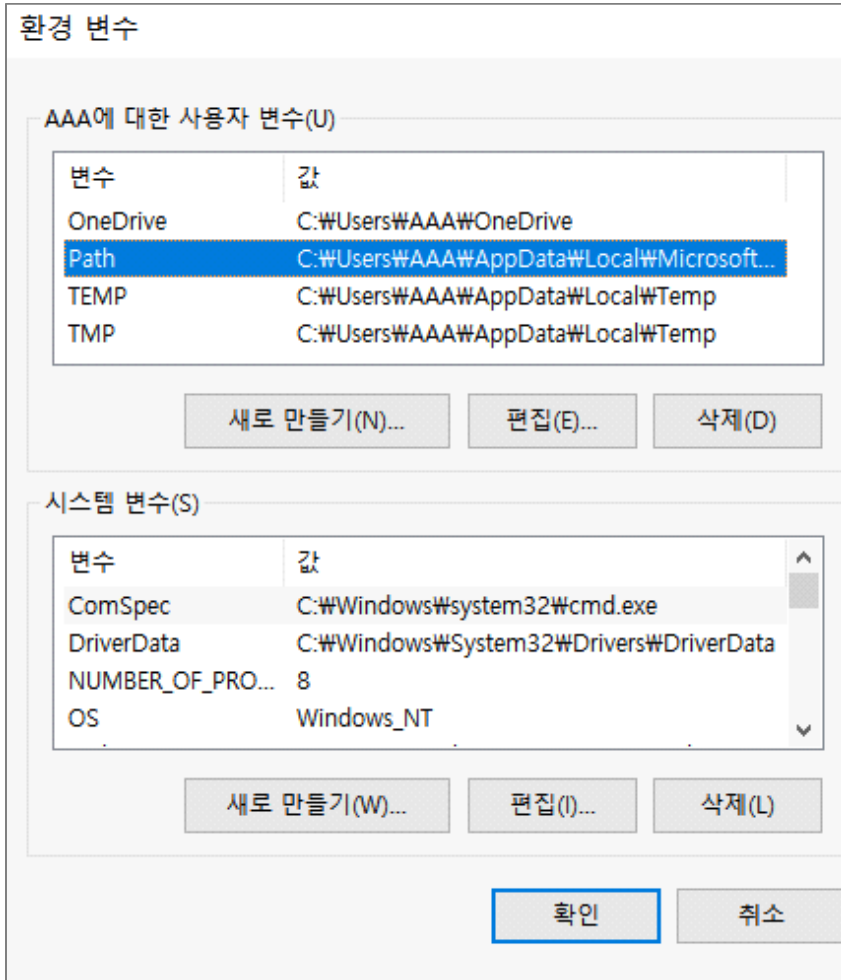 환경 변수
AAA에 대한 사용자 변수(U)
변수 값
OneDrive C:₩Users₩AAA₩OneDrive
Path C:₩Users₩AAA₩AppData₩Local₩Microsoft...
TEMP C:₩Users₩AAA₩AppData₩Local₩Temp
TMP C:₩Users₩AAA₩AppData₩Local₩Temp
새로 만들기(N)... 편집(E)... 삭제(D)
시스템 변수(S)
변수 값
ComSpec C:₩Windows₩system32₩cmd.exe
DriverData C:₩Windows₩System32₩Drivers₩DriverData
NUMBER_OF_PRO... 8
OS Windows_NT
새로 만들기(W)... 편집(I)... 삭제(L)
확인 취소